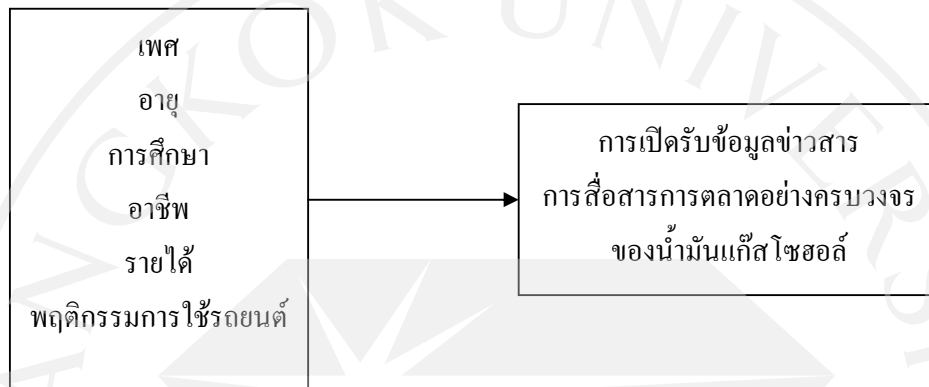 เพศ
อายุ
การศึกษา
อาชีพ
รายได้
พฤติกรรมการใช้รถยนต์
การเปิดรับข้อมูลข่าวสาร
การสื่อสารการตลาดอย่างครบวงจร
ของน้ำมันแก๊สโซฮอล์